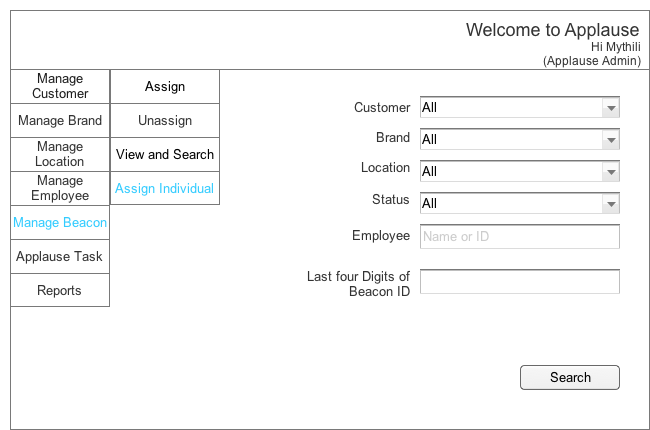 Welcome to Applause
Hi Mythili
(Applause Admin)
Manage
Customer
Manage Brand
Manage
Location
Manage
Employee
Manage Beacon
Applause Task
Reports
Assign
Unassign
View and Search
Assign Individual
Customer All
Brand All
Location All
Status All
Employee Name or ID
Last four Digits of
Beacon ID
Search